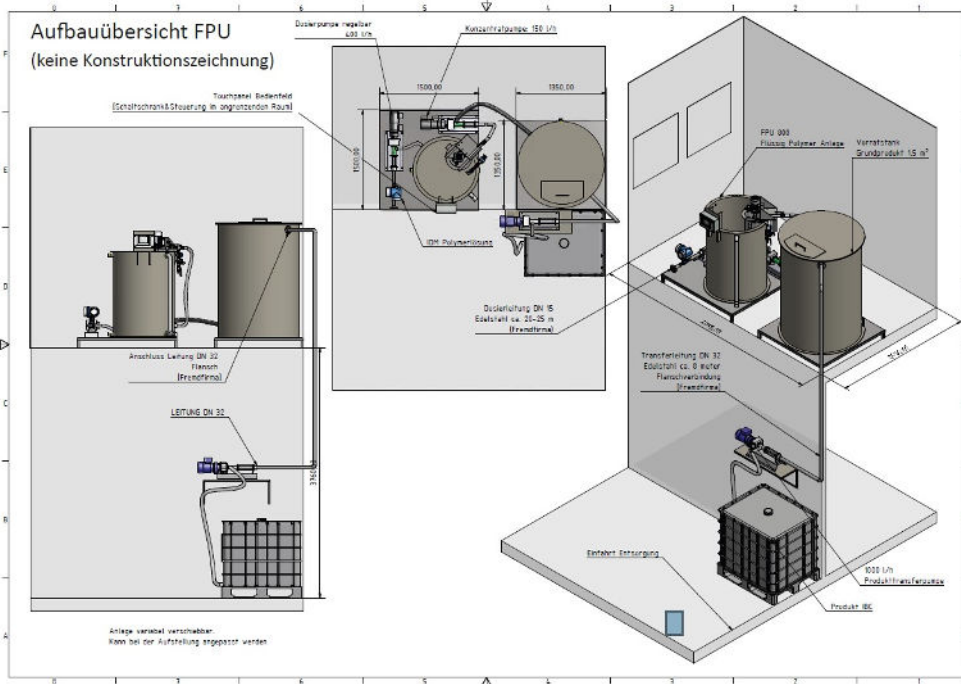 Aufbauübersicht FPU
(keine Konstruktionszeichnung)
Dosierpumpe regelbar
400 l/h
Konzentratpumpe: 150 l/h
Touchpanel Bedienfeld
(Schaltschrank&Steuerung in angrenzenden Raum)
1500,00
1350,00
1500,00
1350,00
IDM Polymerlösung
FPU 000
Flüssig Polymer Anlage
Vorratstank
Grundprodukt 1,5 m³
Dosierleitung DN 15
Edelstahl ca. 20-25 m
(Fremdfirma)
Anschluss Leitung DN 32
Flansch
(Fremdfirma)
LEITUNG DN 32
Transferleitung DN 32
Edelstahl ca. 8 meter
Flanschverbindung
(Fremdfirma)
Einfahrt Entsorgung
1000 l/h
Produkttransferpumpe
Produkt IBC
Anlage variabel verschiebbar.
Kann bei der Aufstellung angepasst werden